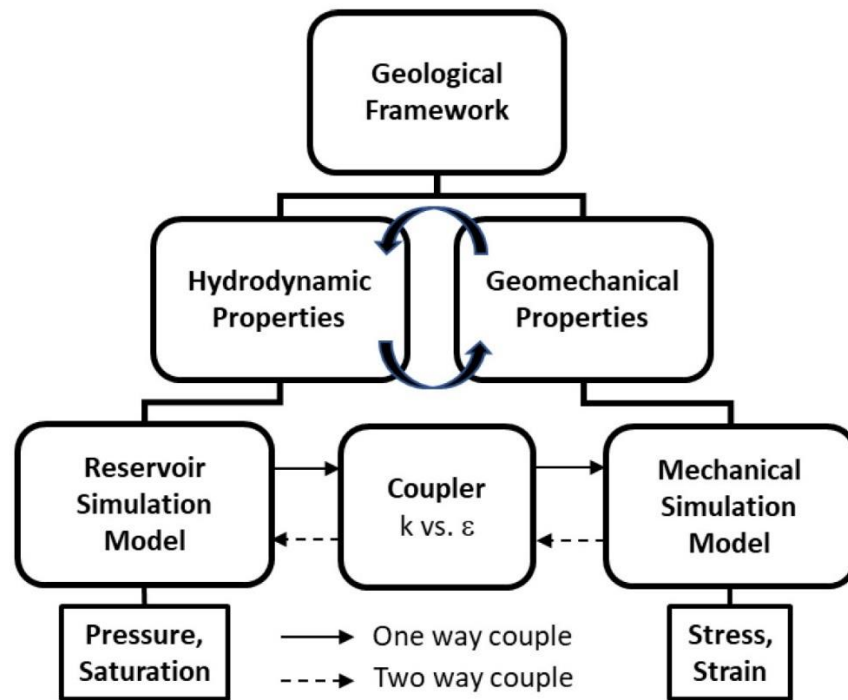 Geological
Framework
Hydrodynamic
Properties
Geomechanical
Properties
Reservoir
Simulation
Model
Coupler
k vs. ε
Mechanical
Simulation
Model
Pressure,
Saturation
One way couple
Two way couple
Stress,
Strain